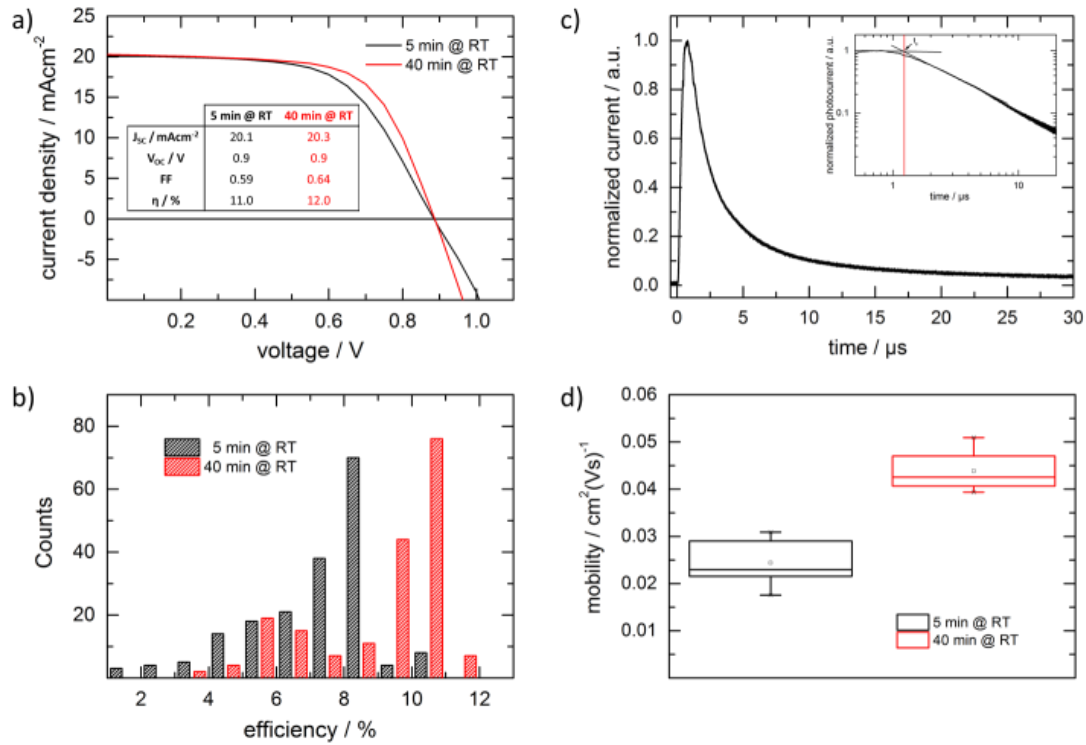 a)
5 min @ RT
40 min @ RT
current density / mAcm-2
25
20
15
10
5
0
-5
5 min @ RT 40 min @ RT
JSC / mAcm-2 20.1 20.3
VOC / V 0.9 0.9
FF 0.59 0.64
η / % 11.0 12.0
0.2 0.4 0.6 0.8 1.0
voltage / V
c)
normalized current / a.u.
1.0
0.8
0.6
0.4
0.2
0.0
normalized photocurrent / a.u.
1
0.1
1 10
time / µs
0 5 10 15 20 25 30
time / µs
b)
Counts
80
60
40
20
5 min @ RT
40 min @ RT
2 4 6 8 10 12
efficiency / %
d)
mobility / cm2(Vs)-1
0.06
0.05
0.04
0.03
0.02
0.01
5 min @ RT
40 min @ RT